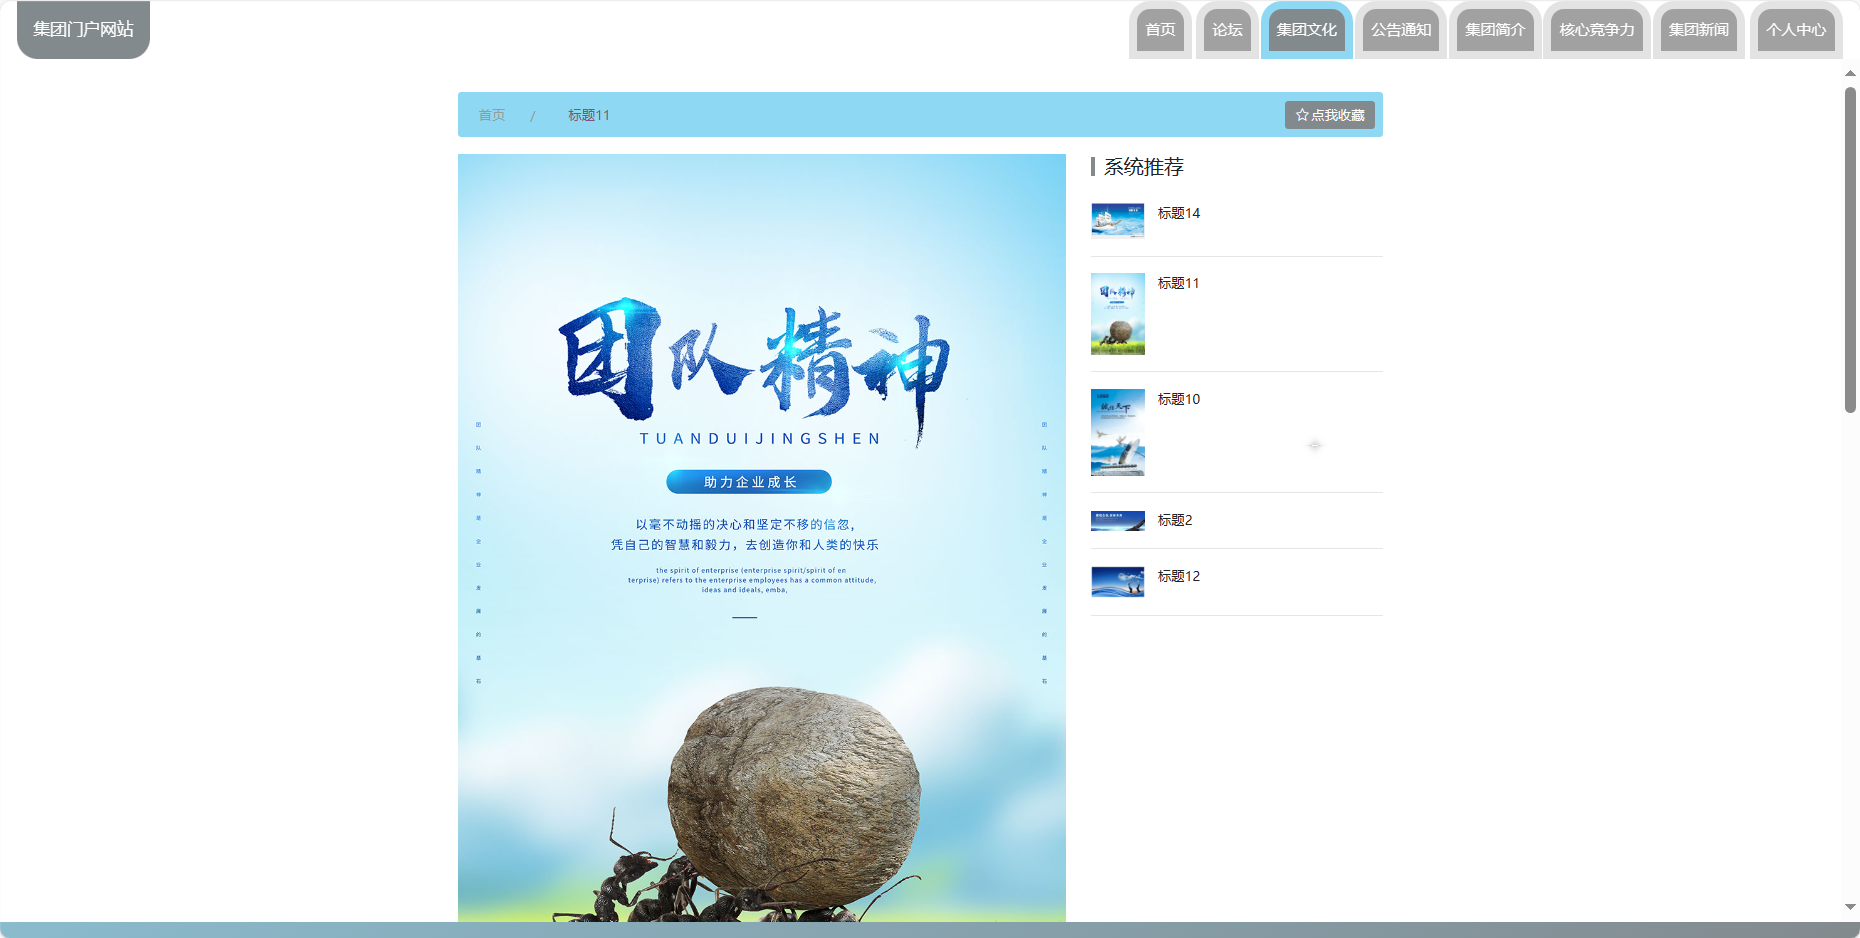 集团门户网站
首页
论坛
集团文化
公告通知
集团简介
核心竞争力
集团新闻
个人中心
首页 / 标题11
点我收藏
团队精神
TUANDUIJINGSHEN
助力企业成长
以毫不动摇的决心和坚定不移的信忽，
凭自己的智慧和毅力，去创造你和人类的快乐
the spirit of enterprise (enterprise spirit/spirit of en
terprise) refers to the enterprise employees has a common attitude,
ideas and ideals, emba,
系统推荐
标题14
标题11
标题10
标题2
标题12